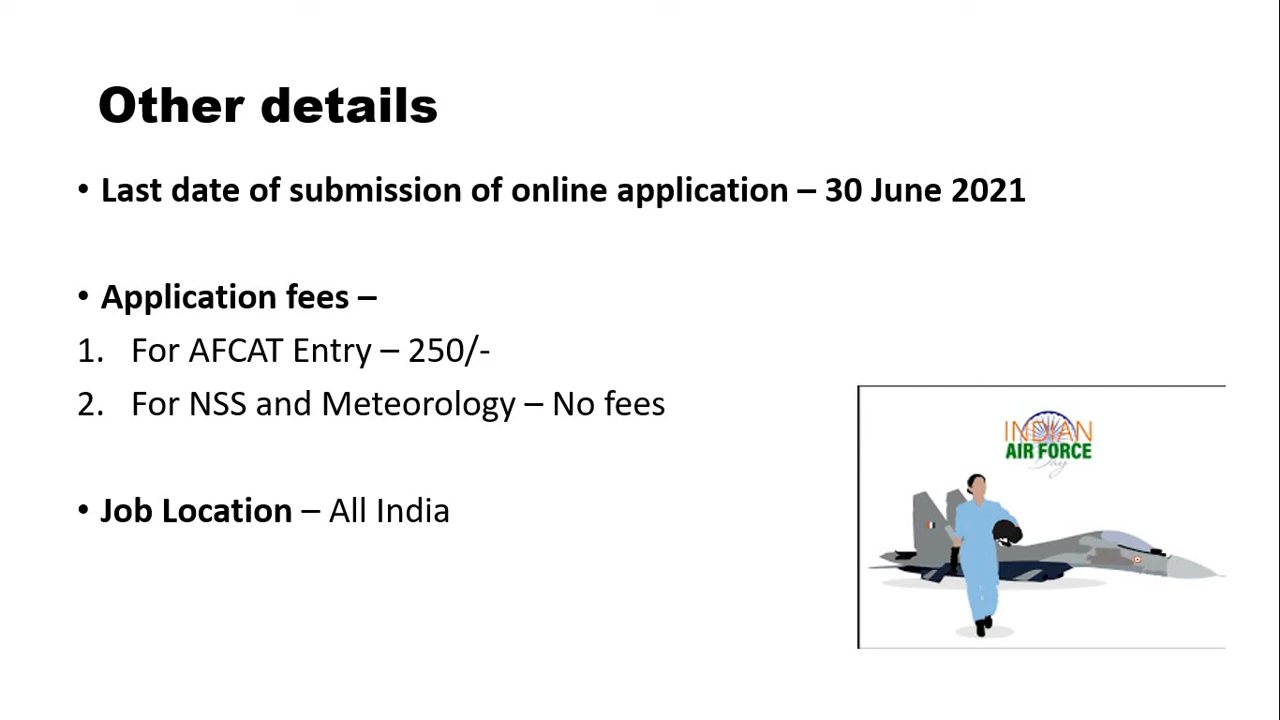 Other details
• Last date of submission of online application – 30 June 2021
• Application fees –
1. For AFCAT Entry – 250/-
2. For NSS and Meteorology – No fees
• Job Location – All India
INDIAN
AIR FORCE
Day